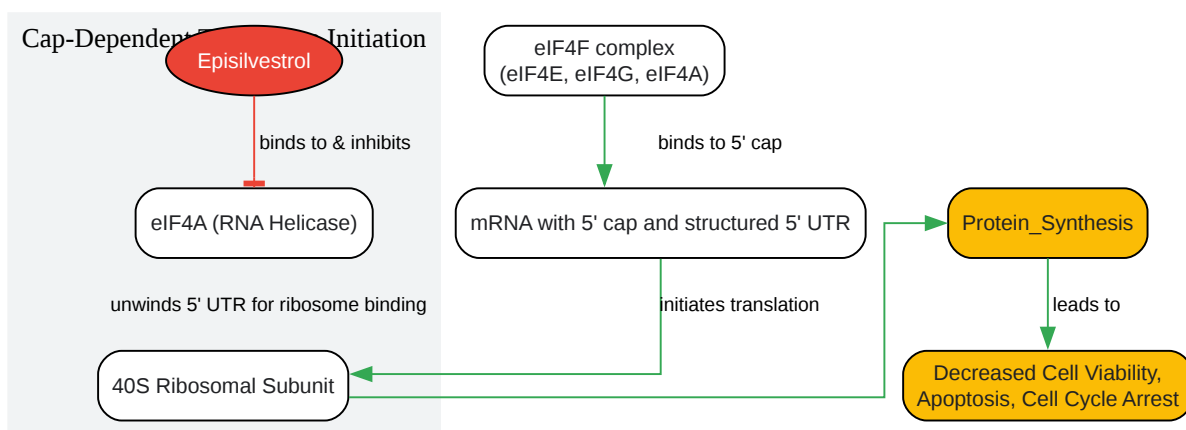 Cap-Dependent Initiation
Episilvestrol
eIF4F complex
(eIF4E, eIF4G, eIF4A)
binds to & inhibits
binds to 5' cap
eIF4A (RNA Helicase)
mRNA with 5' cap and structured 5' UTR
Protein_Synthesis
unwinds 5' UTR for ribosome binding
initiates translation
leads to
40S Ribosomal Subunit
Decreased Cell Viability,
Apoptosis, Cell Cycle Arrest